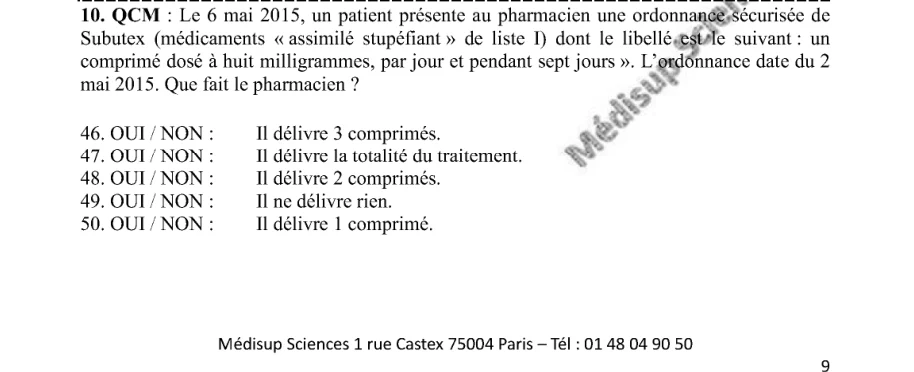 10. QCM : Le 6 mai 2015, un patient présente au pharmacien une ordonnance sécurisée de
Subutex (médicaments « assimilé stupéfiant » de liste I) dont le libellé est le suivant : un
comprimé dosé à huit milligrammes, par jour et pendant sept jours ». L'ordonnance date du 2
mai 2015. Que fait le pharmacien ?
46. OUI / NON : Il délivre 3 comprimés.
47. OUI / NON : Il délivre la totalité du traitement.
48. OUI / NON : Il délivre 2 comprimés.
49. OUI / NON : Il ne délivre rien.
50. OUI / NON : Il délivre 1 comprimé.
Médisup Scien
Médisup Sciences 1 rue Castex 75004 Paris – Tél : 01 48 04 90 50
9